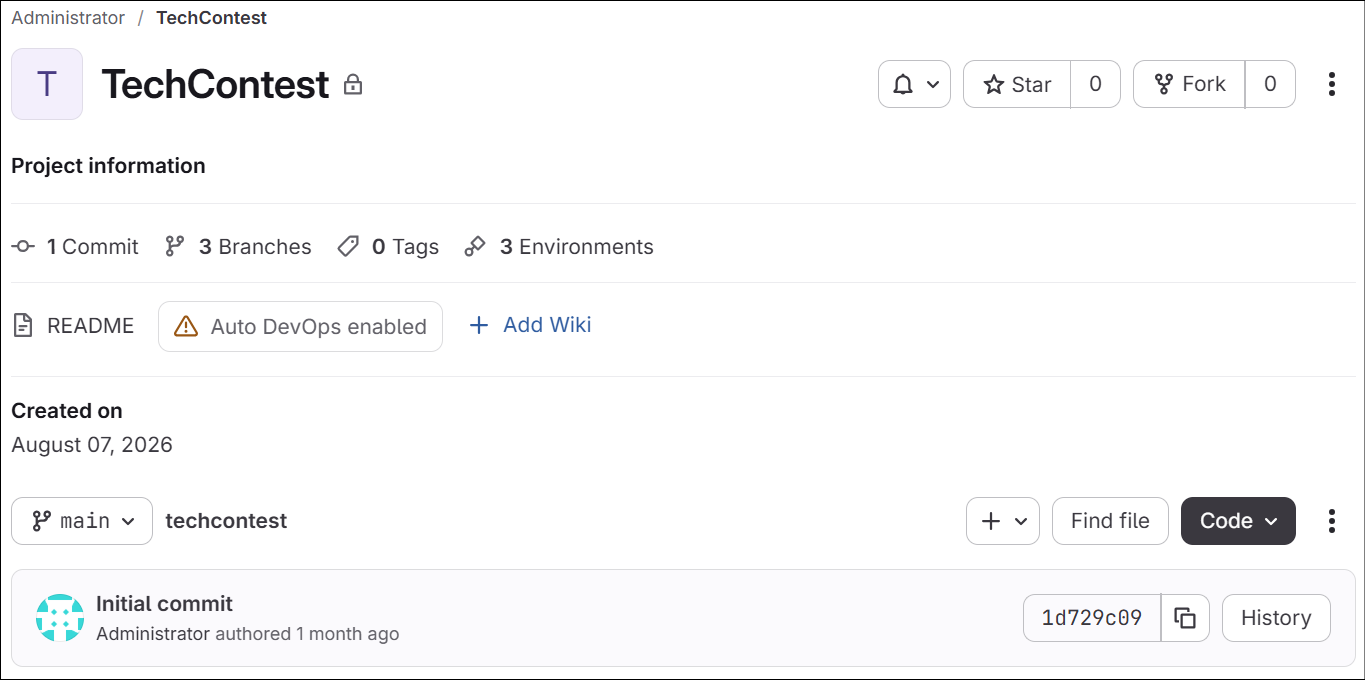 Administrator / TechContest
T TechContest Star 0 Fork 0
Project information
1 Commit 3 Branches 0 Tags 3 Environments
README Auto DevOps enabled + Add Wiki
Created on
August 07, 2026
main techcontest + Find file Code
Initial commit
Administrator authored 1 month ago
1d729c09 History